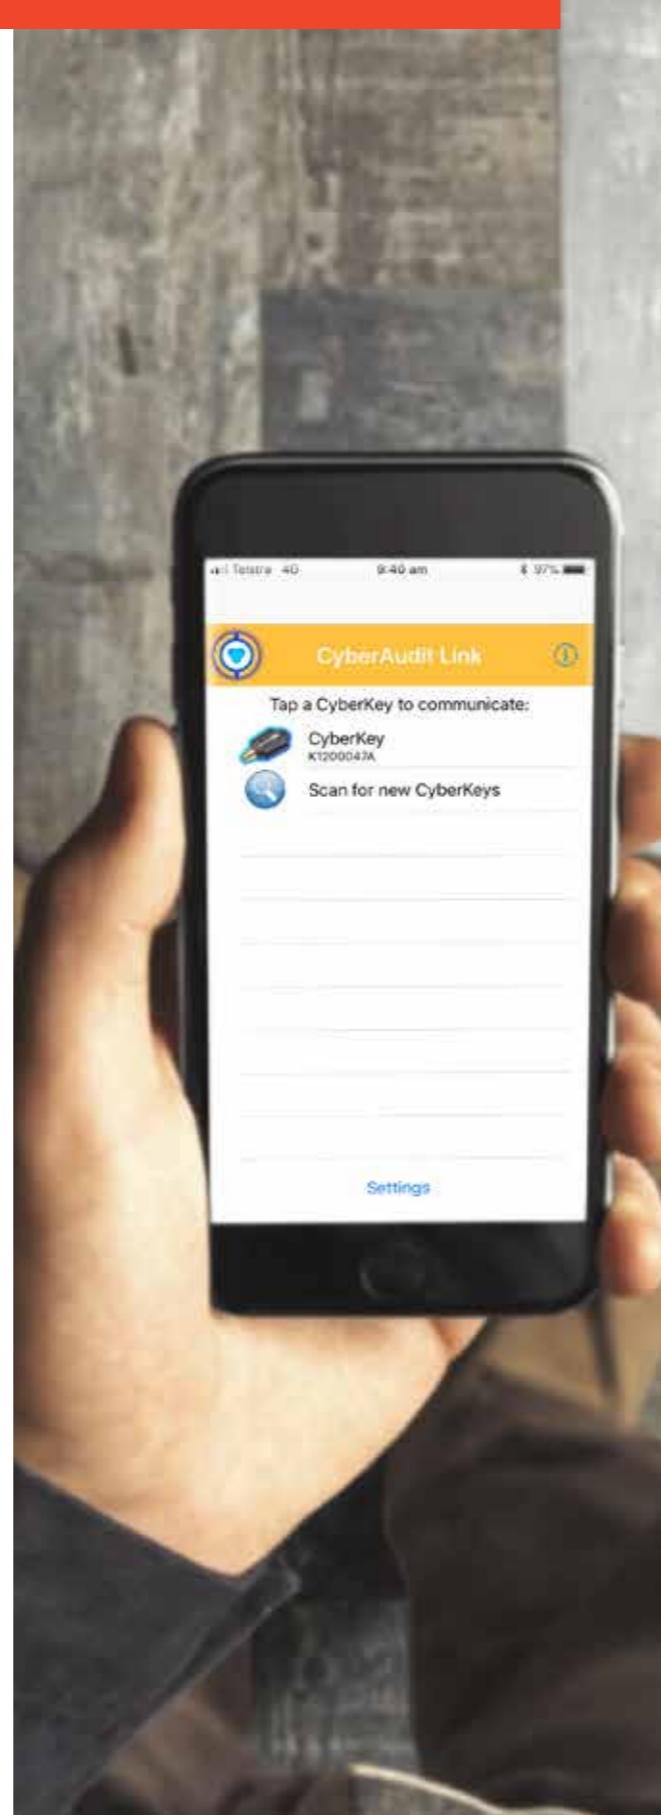 Telstra 4G 9:40 am 97%
CyberAudit Link
Tap a CyberKey to communicate:
CyberKey
K1200047A
Scan for new CyberKeys
Settings